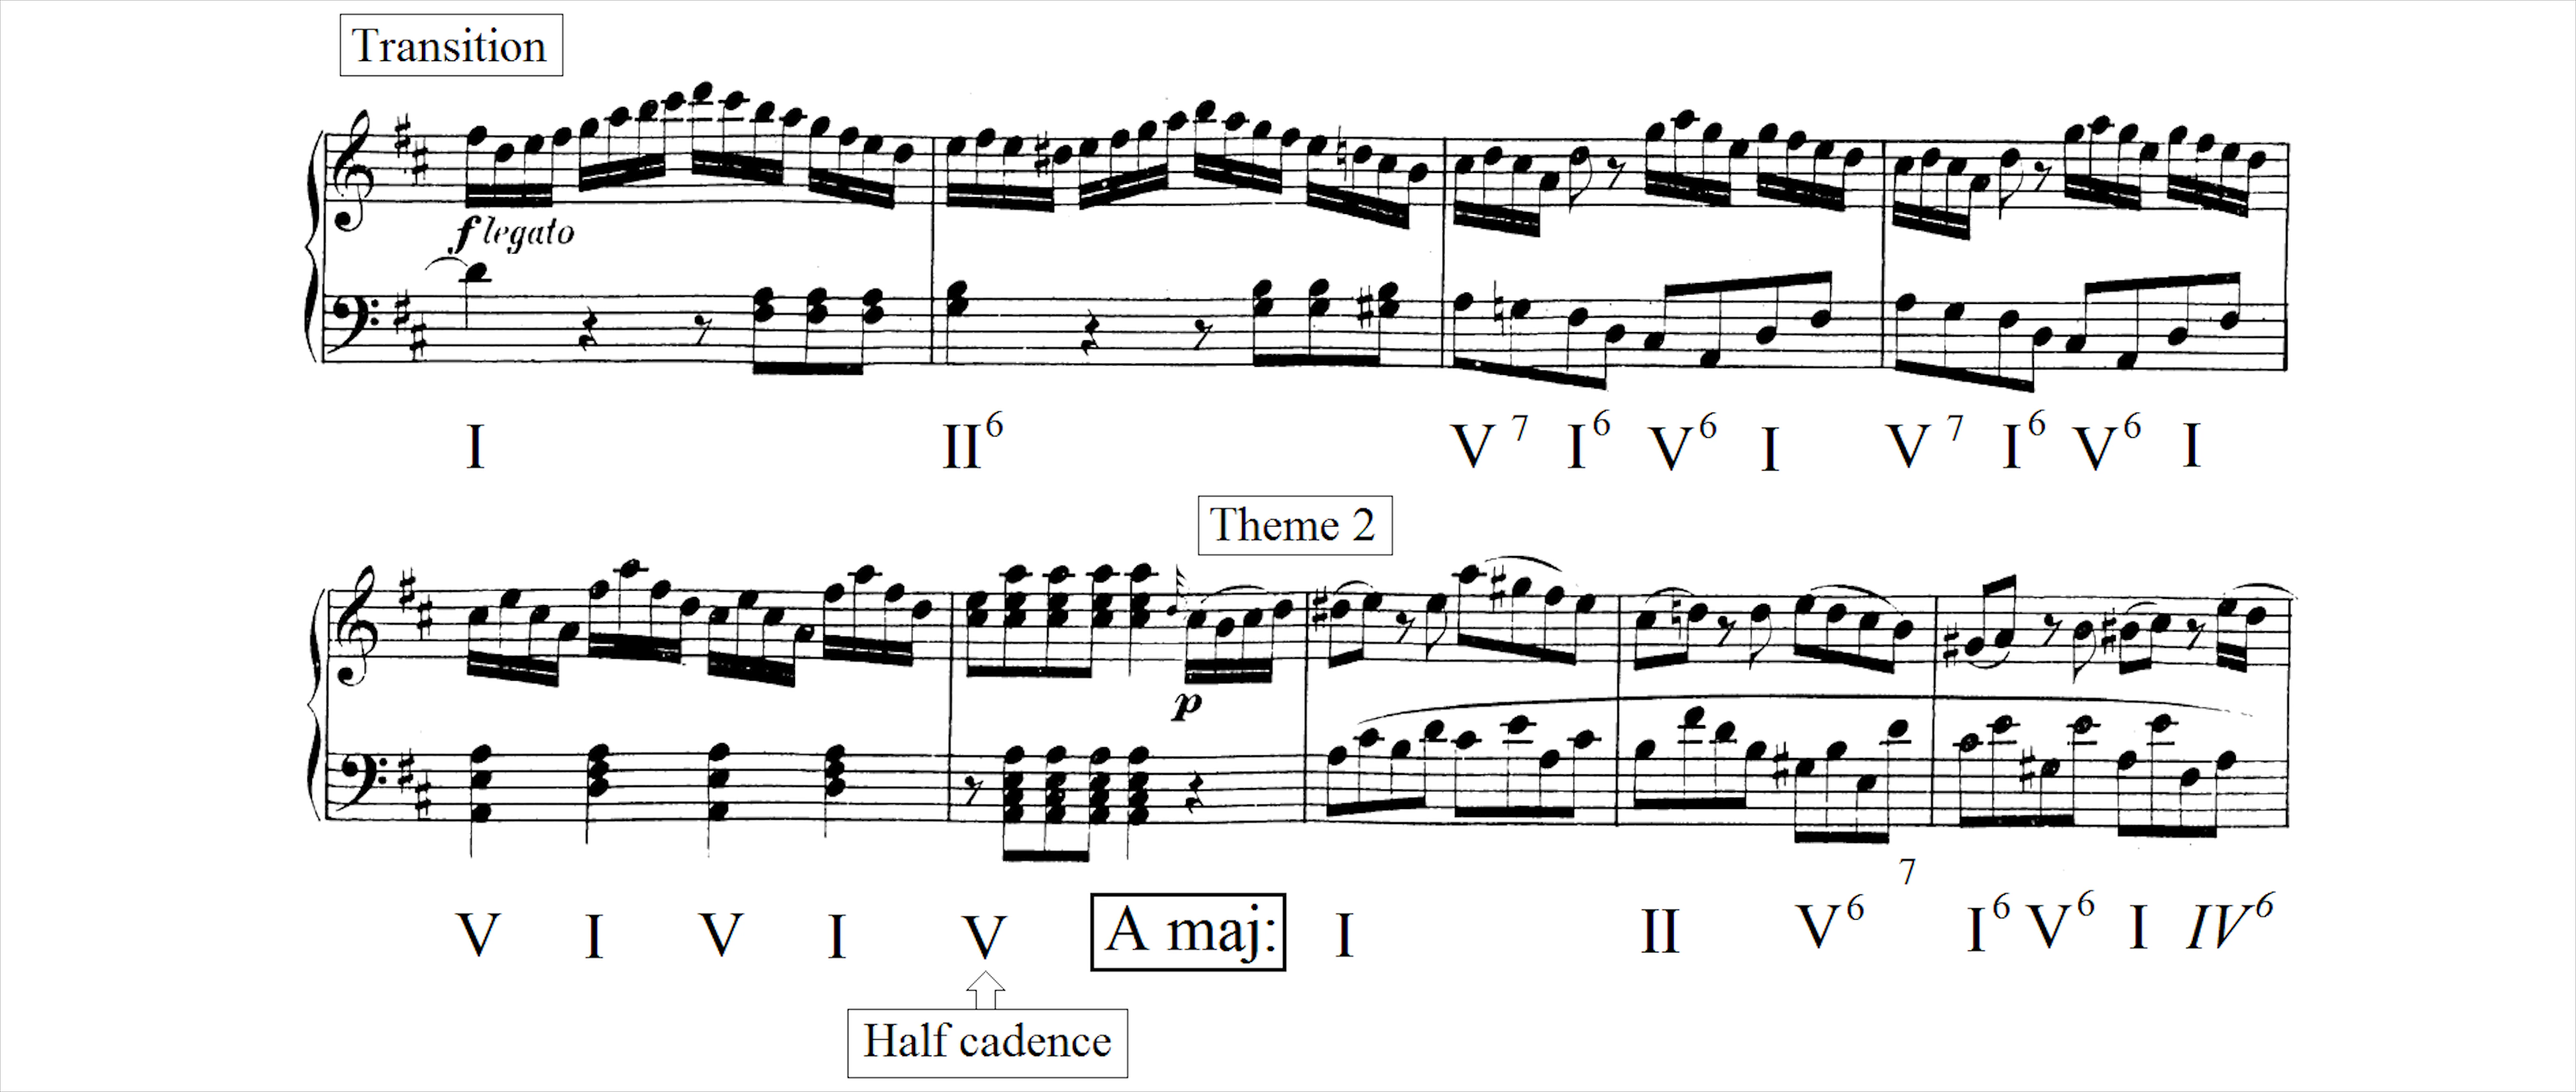 Transition
f legato
I II6 V7 I6 V6 I V7 I6 V6 I
Theme 2
p
7
V I V I V A maj: I II V6 I6 V6 I IV6
Half cadence